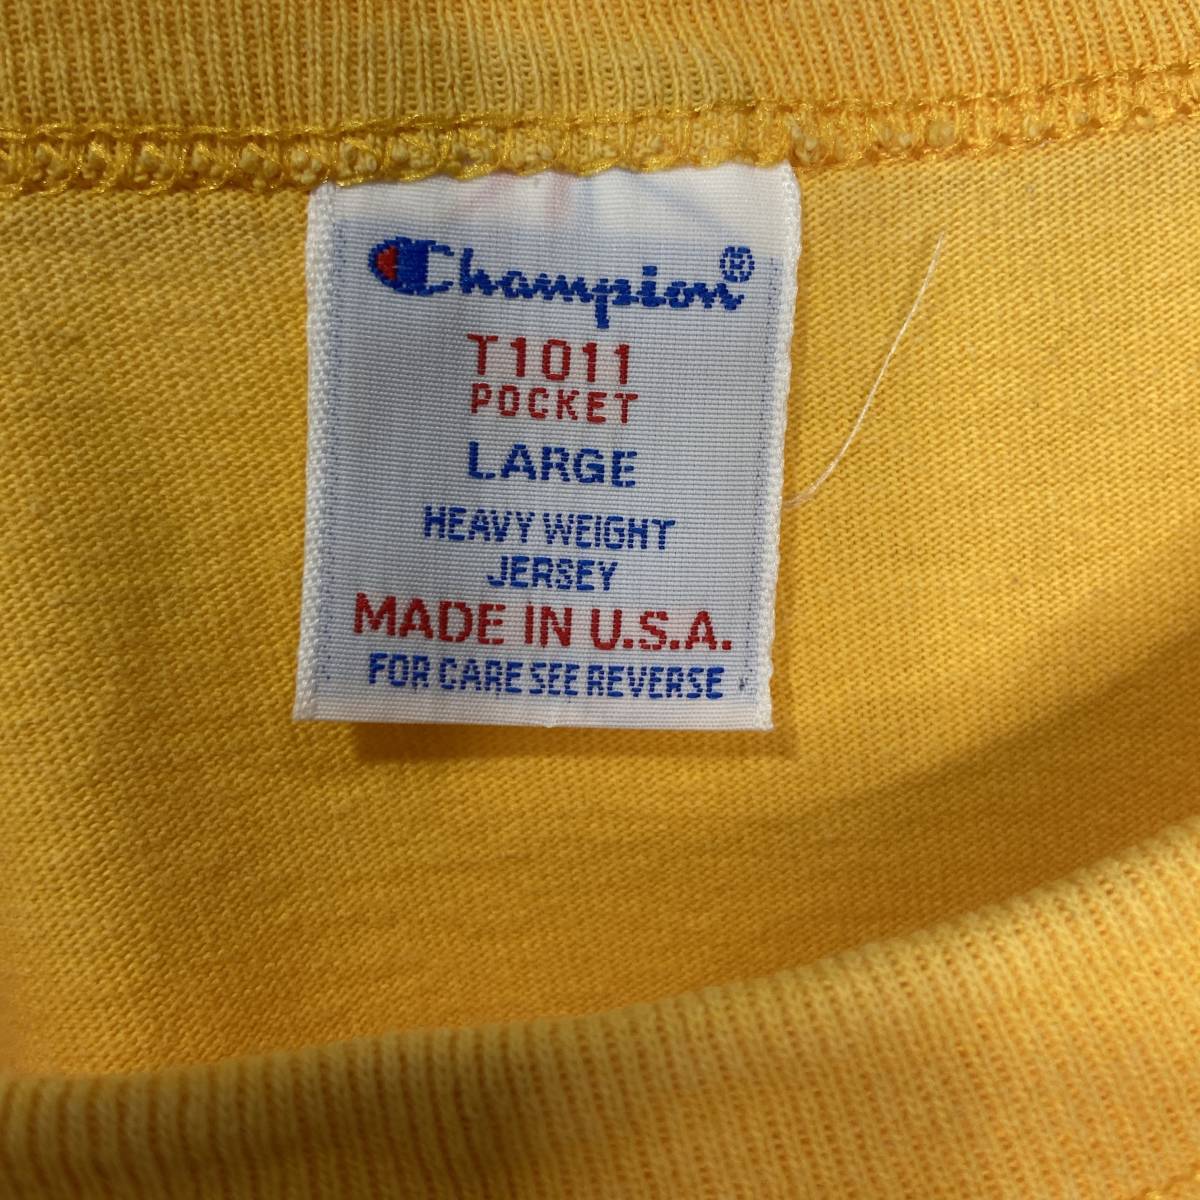 Champion®
T1011
POCKET
LARGE
HEAVY WEIGHT
JERSEY
MADE IN U.S.A.
FOR CARE SEE REVERSE